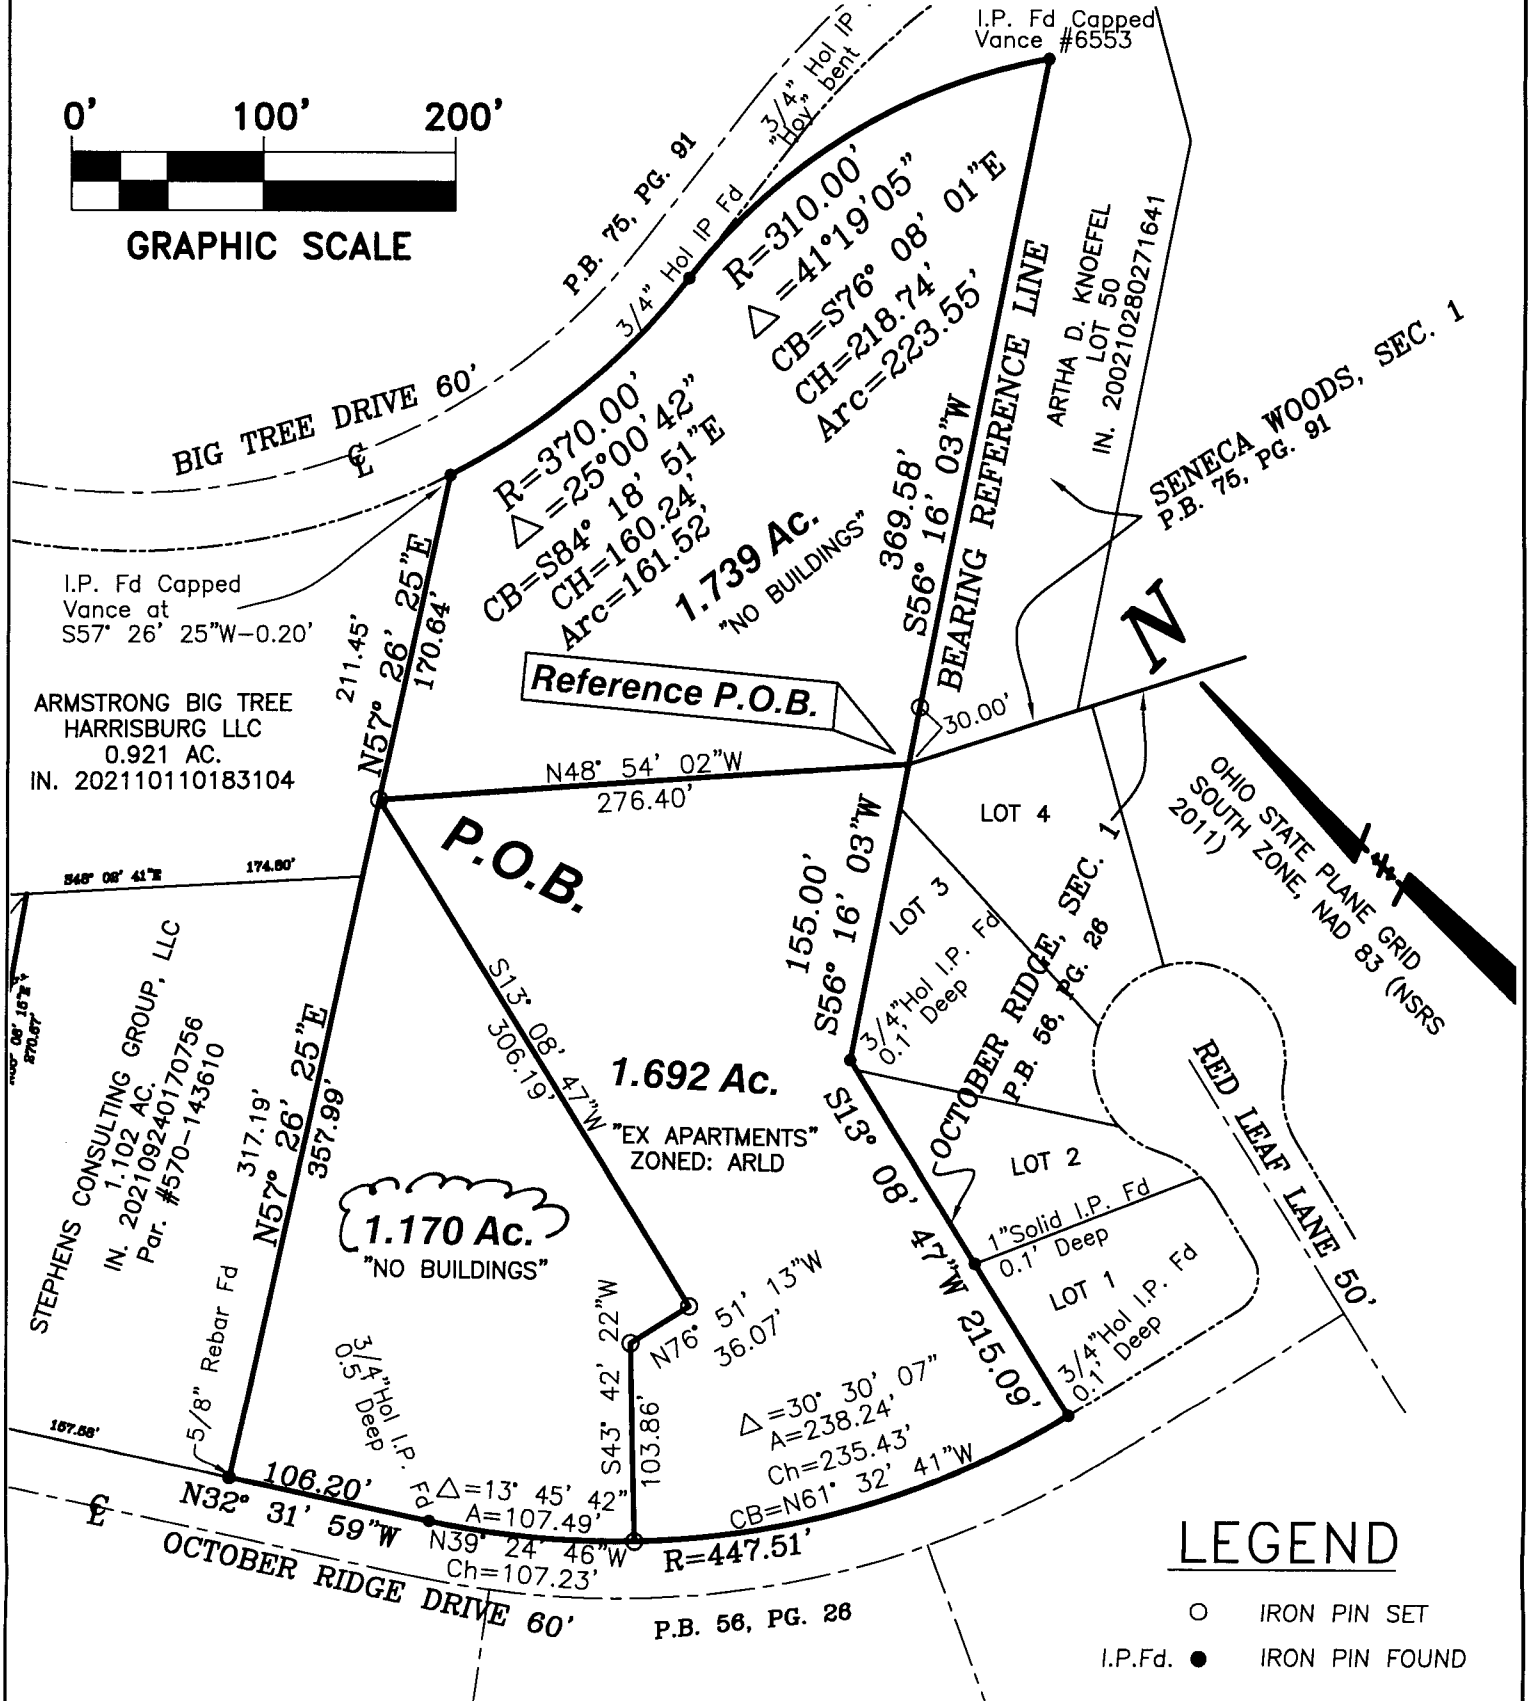 I.P. Fd Capped
Vance #6553
3/4" Hol IP
"Hoy" bent
0' 100' 200'
GRAPHIC SCALE
P.B. 75, PG. 91
3/4" Hol IP Fd
R=310.00'
△=41°19'05"
CB=S76° 08' 01"E
CH=218.74'
Arc=223.55'
BIG TREE DRIVE 60'
℄
R=370.00'
△=25°00'42"
CB=S84° 18' 51"E
CH=160.24'
Arc=161.52'
1.739 Ac.
"NO BUILDINGS"
369.58'
S56° 16' 03"W
BEARING REFERENCE LINE
ARTHA D. KNOEFEL
LOT 50
IN. 200210280271641
SENECA WOODS, SEC. 1
P.B. 75, PG. 91
I.P. Fd Capped
Vance at
S57° 26' 25"W-0.20'
211.45'
N57° 26' 25"E
170.64'
ARMSTRONG BIG TREE
HARRISBURG LLC
0.921 AC.
IN. 202110110183104
Reference P.O.B.
30.00'
N
OHIO STATE PLANE GRID
SOUTH ZONE, NAD 83 (NSRS
2011)
N48° 54' 02"W
276.40'
P.O.B.
S48° 02' 41"E 174.80'
155.00'
S56° 16' 03"W
LOT 4
LOT 3
3/4"Hol I.P. Fd
0.1' Deep
OCTOBER RIDGE, SEC. 1
P.B. 56, PG. 26
270.67'
STEPHENS CONSULTING GROUP, LLC
1.102 AC.
IN. 202109240170756
Par. #570-143610
317.19'
N57° 26' 25"E
357.99'
S13° 08' 47"W
306.19'
1.692 Ac.
"EX APARTMENTS"
ZONED: ARLD
S13° 08' 47"W 215.09'
LOT 2
1"Solid I.P. Fd
0.1' Deep
LOT 1
3/4"Hol I.P. Fd
0.1' Deep
RED LEAF LANE 50'
1.170 Ac.
"NO BUILDINGS"
N76° 51' 13"W
36.07'
S43° 42' 22"W
103.86'
5/8" Rebar Fd
3/4"Hol I.P. Fd
0.5' Deep
△=30° 30' 07"
A=238.24'
Ch=235.43'
CB=N61° 32' 41"W
157.58'
106.20'
N32° 31' 59"W
△=13° 45' 42"
A=107.49'
N39° 24' 46"W
Ch=107.23'
R=447.51'
℄
OCTOBER RIDGE DRIVE 60'
P.B. 56, PG. 26
LEGEND
IRON PIN SET
I.P.Fd. IRON PIN FOUND